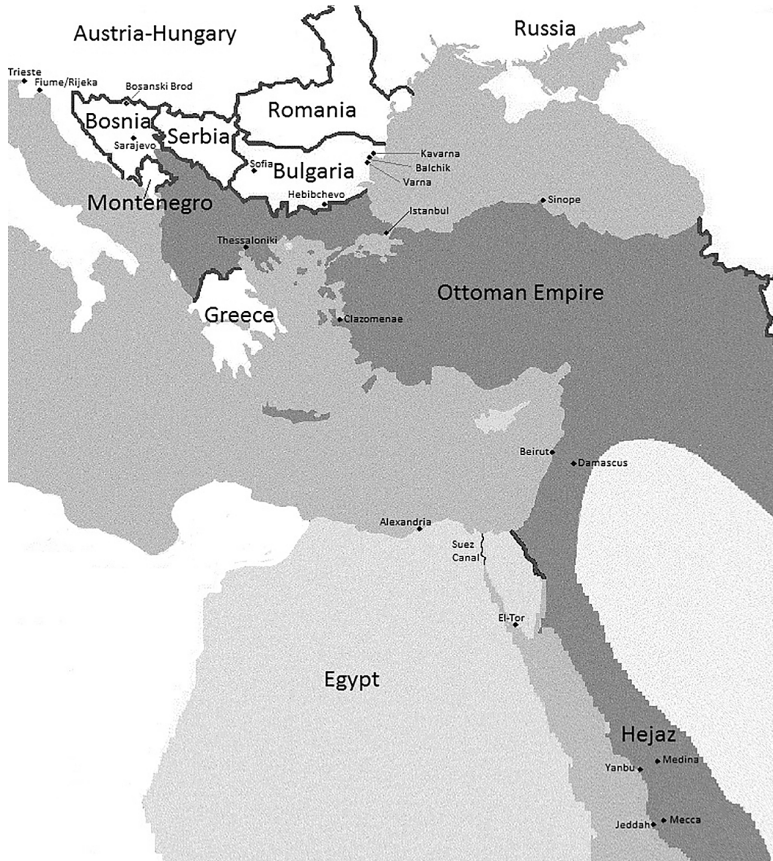 Austria-Hungary
Russia
Trieste
Fiume/Rijeka
Bosanski Brod
Bosnia
Romania
Serbia
Sarajevo
Sofia
Bulgaria
Kavarna
Balchik
Varna
Hebibchevo
Montenegro
Istanbul
Sinope
Thessaloniki
Ottoman Empire
Greece
Clazomenae
Beirut
Damascus
Alexandria
Suez
Canal
El-Tor
Egypt
Hejaz
Medina
Yanbu
Mecca
Jeddah